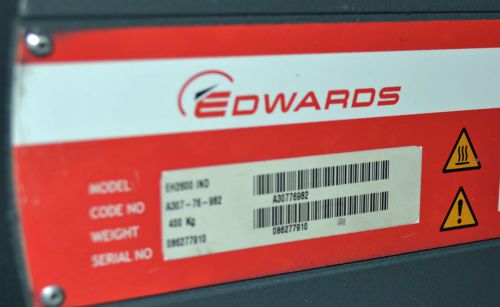 EDWARDS
MODEL EH2600 IND
CODE NO A307-76-982 A30776982
WEIGHT 400 Kg
SERIAL NO 086277910 086277910